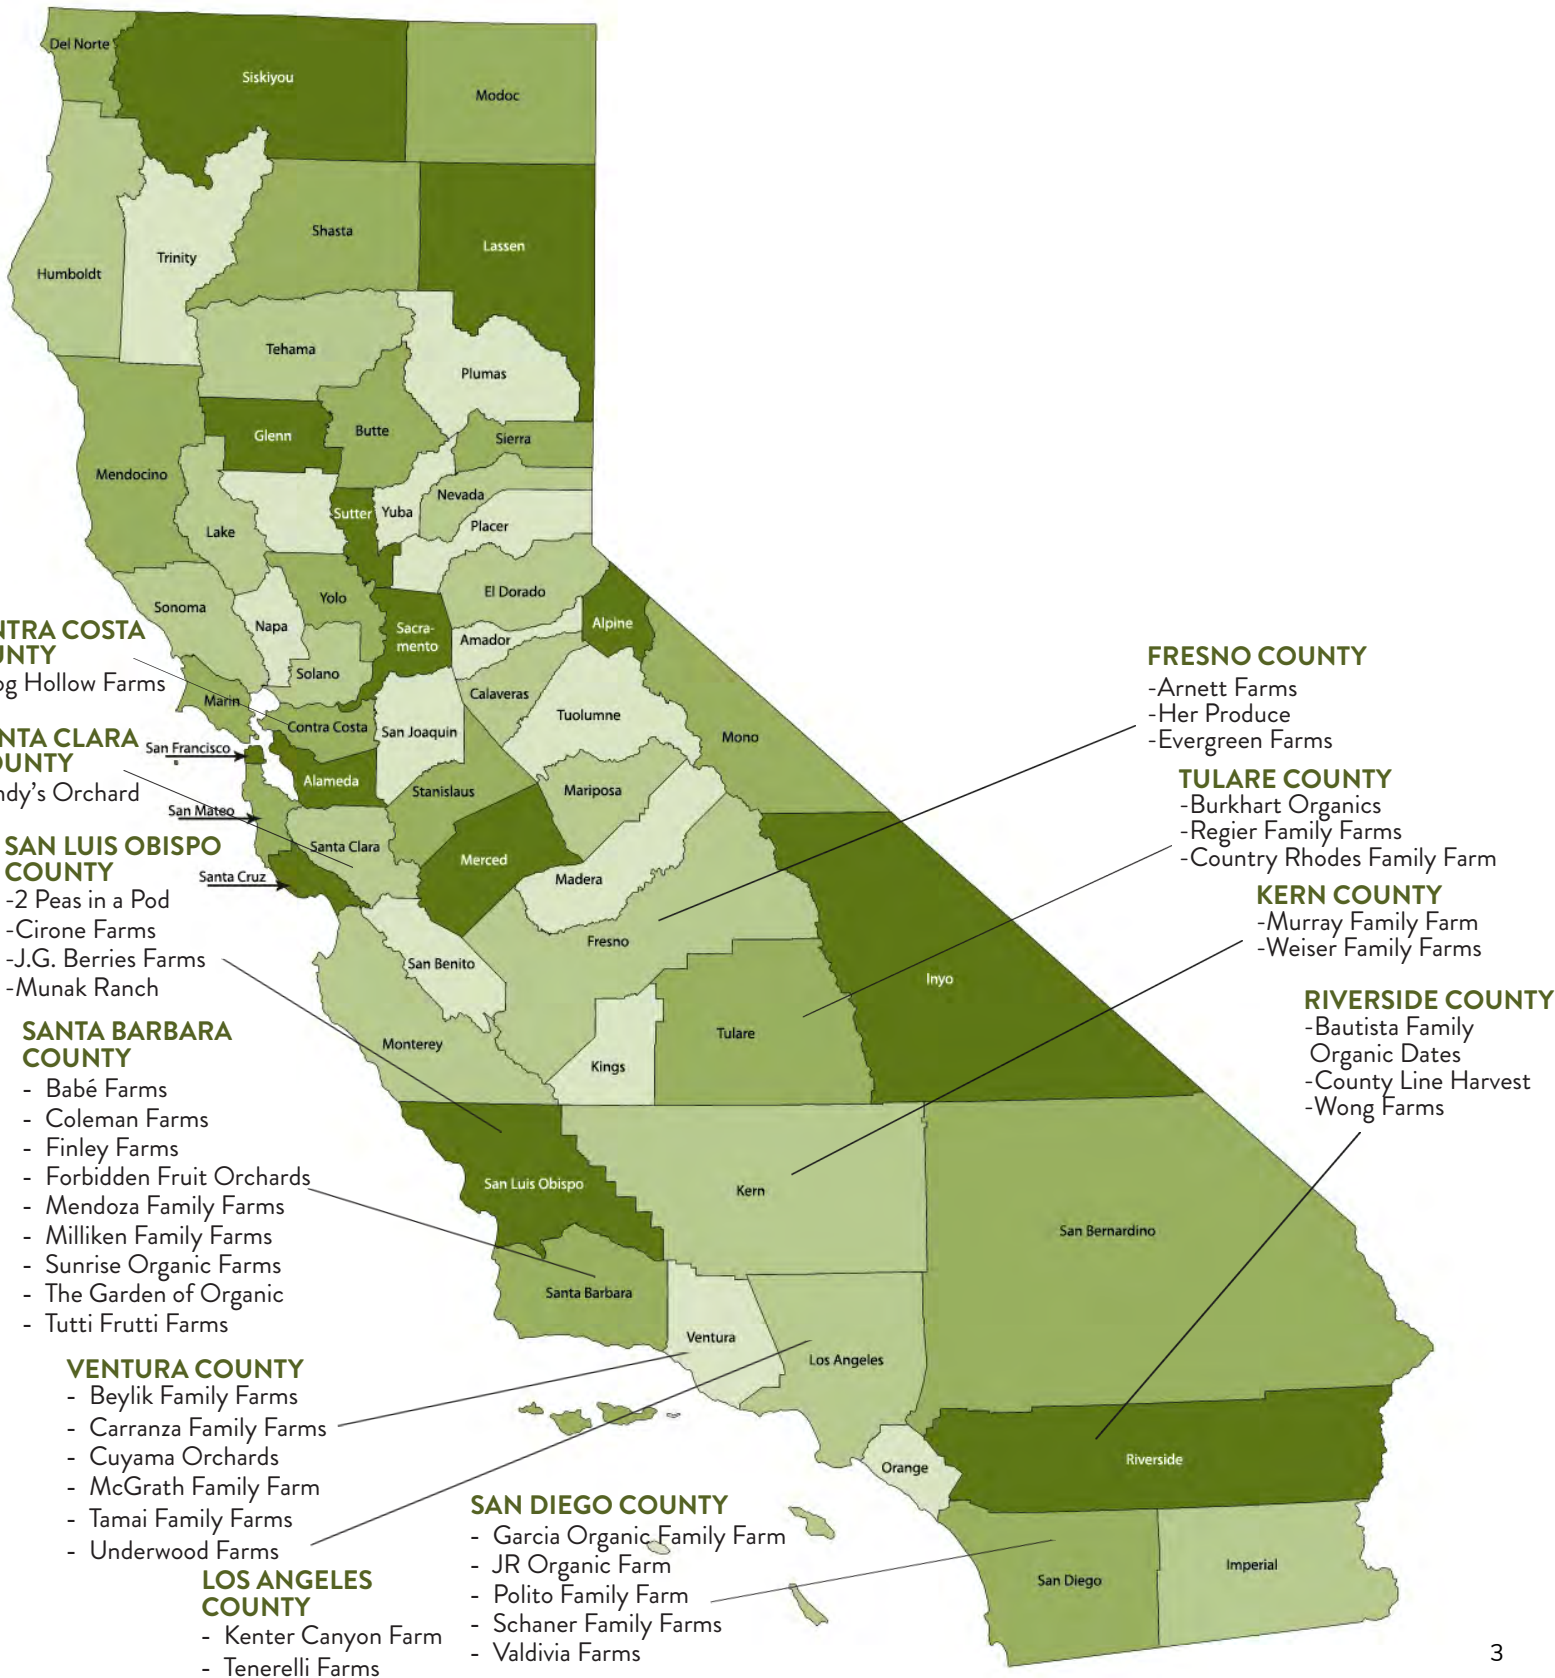 Del Norte
Siskiyou
Modoc
Humboldt
Trinity
Shasta
Lassen
Tehama
Plumas
Glenn
Butte
Sierra
Mendocino
Lake
Sutter
Yuba
Nevada
Placer
Sonoma
Napa
Yolo
El Dorado
Sacra-
mento
Amador
Alpine
Solano
Marin
Contra Costa
San Joaquin
Calaveras
Tuolumne
Mono
San Francisco
Alameda
Stanislaus
Mariposa
San Mateo
Santa Clara
Merced
Madera
Santa Cruz
Fresno
San Benito
Inyo
Monterey
Kings
Tulare
San Luis Obispo
Kern
San Bernardino
Santa Barbara
Ventura
Los Angeles
Orange
Riverside
San Diego
Imperial
NTRA COSTA
UNTY
og Hollow Farms
NTA CLARA
OUNTY
ndy's Orchard
SAN LUIS OBISPO
COUNTY
-2 Peas in a Pod
-Cirone Farms
-J.G. Berries Farms
-Munak Ranch
SANTA BARBARA
COUNTY
- Babé Farms
- Coleman Farms
- Finley Farms
- Forbidden Fruit Orchards
- Mendoza Family Farms
- Milliken Family Farms
- Sunrise Organic Farms
- The Garden of Organic
- Tutti Frutti Farms
VENTURA COUNTY
- Beylik Family Farms
- Carranza Family Farms
- Cuyama Orchards
- McGrath Family Farm
- Tamai Family Farms
- Underwood Farms
LOS ANGELES
COUNTY
- Kenter Canyon Farm
- Tenerelli Farms
SAN DIEGO COUNTY
- Garcia Organic Family Farm
- JR Organic Farm
- Polito Family Farm
- Schaner Family Farms
- Valdivia Farms
FRESNO COUNTY
-Arnett Farms
-Her Produce
-Evergreen Farms
TULARE COUNTY
-Burkhart Organics
-Regier Family Farms
-Country Rhodes Family Farm
KERN COUNTY
-Murray Family Farm
-Weiser Family Farms
RIVERSIDE COUNTY
-Bautista Family
Organic Dates
-County Line Harvest
-Wong Farms
3